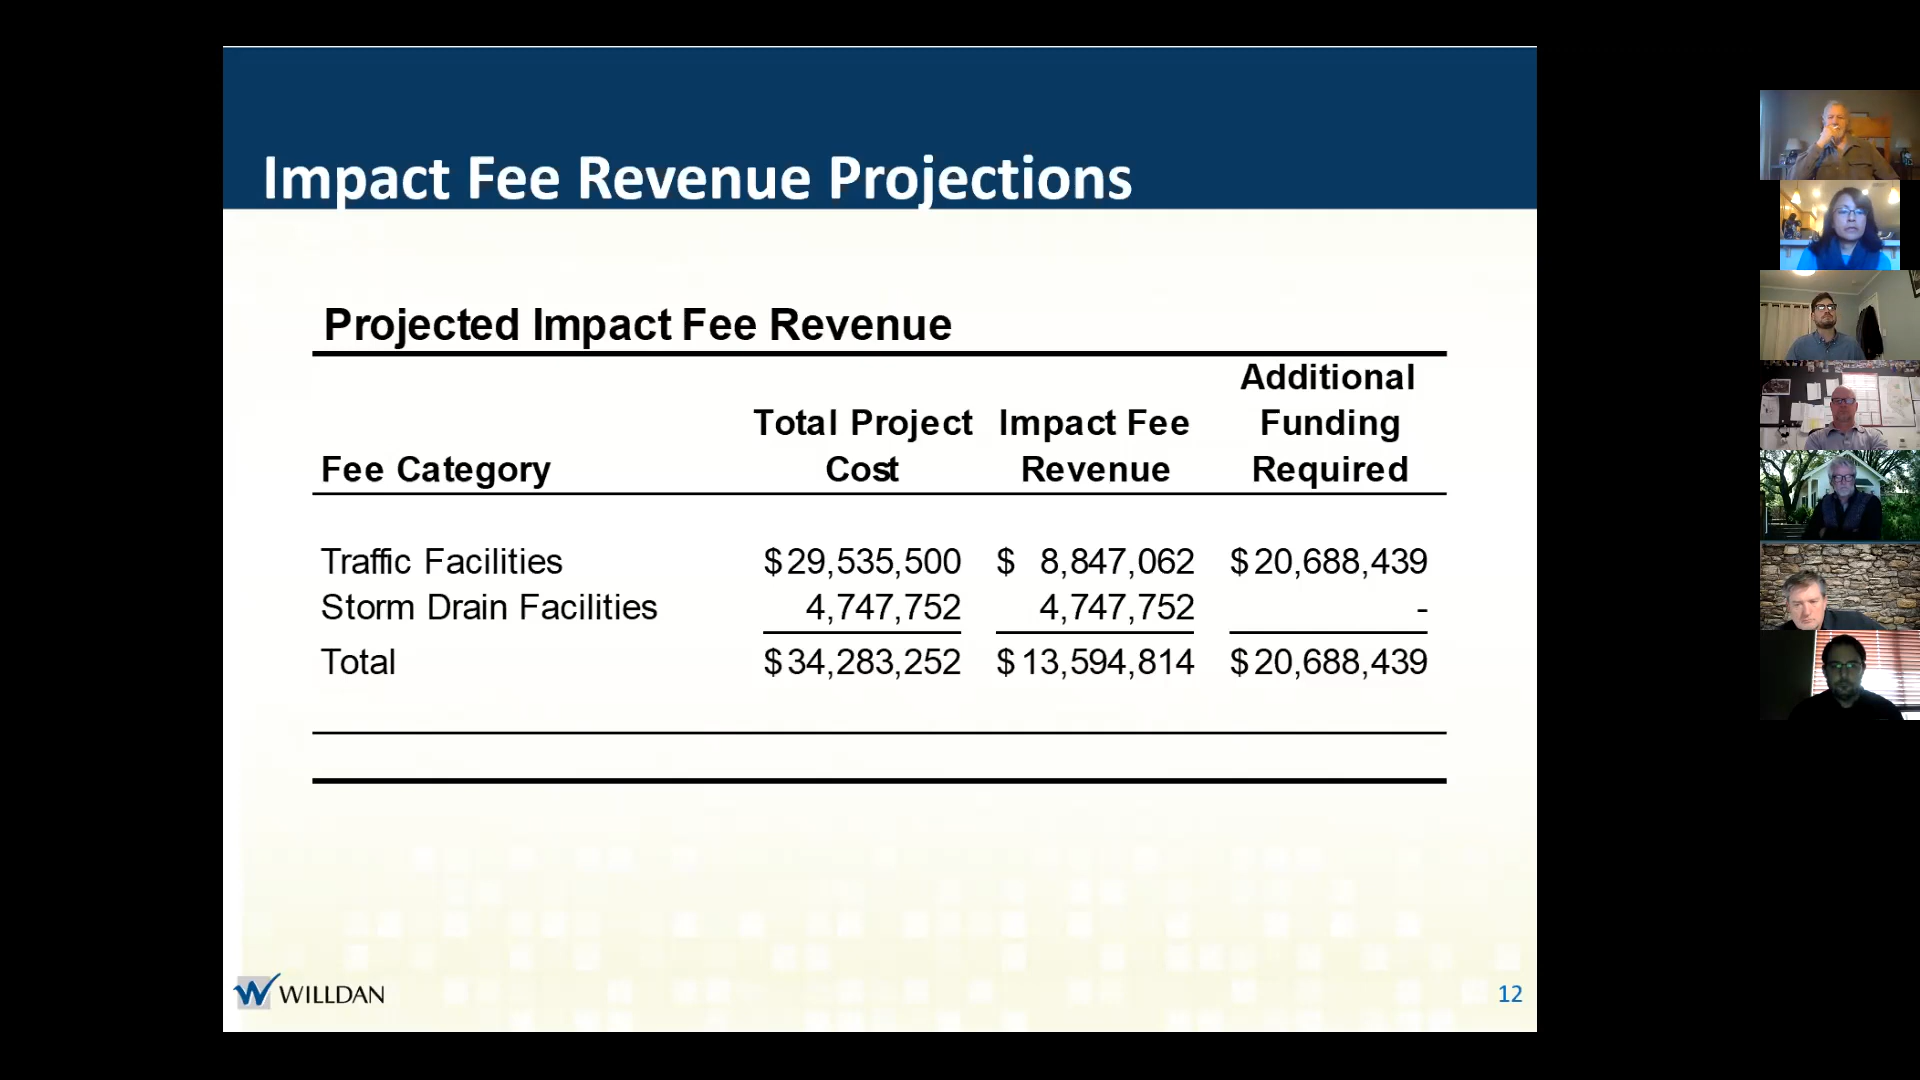 Impact Fee Revenue Projections
Projected Impact Fee Revenue
Additional
Total Project Impact Fee Funding
Fee Category Cost Revenue Required
Traffic Facilities $29,535,500 $ 8,847,062 $20,688,439
Storm Drain Facilities 4,747,752 4,747,752 -
Total $34,283,252 $13,594,814 $20,688,439
W WILLDAN
12